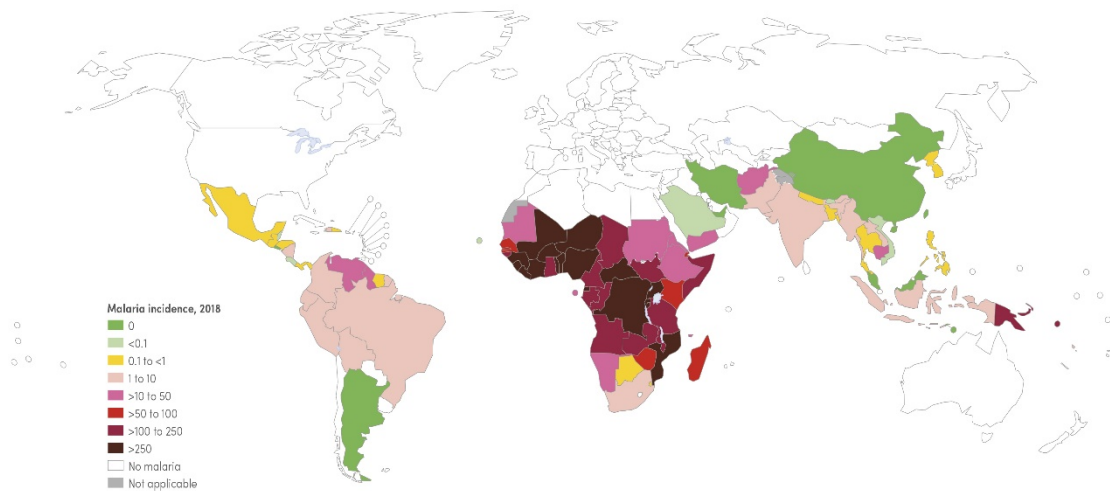 Malaria incidence, 2018
0
<0.1
0.1 to <1
1 to 10
>10 to 50
>50 to 100
>100 to 250
>250
No malaria
Not applicable